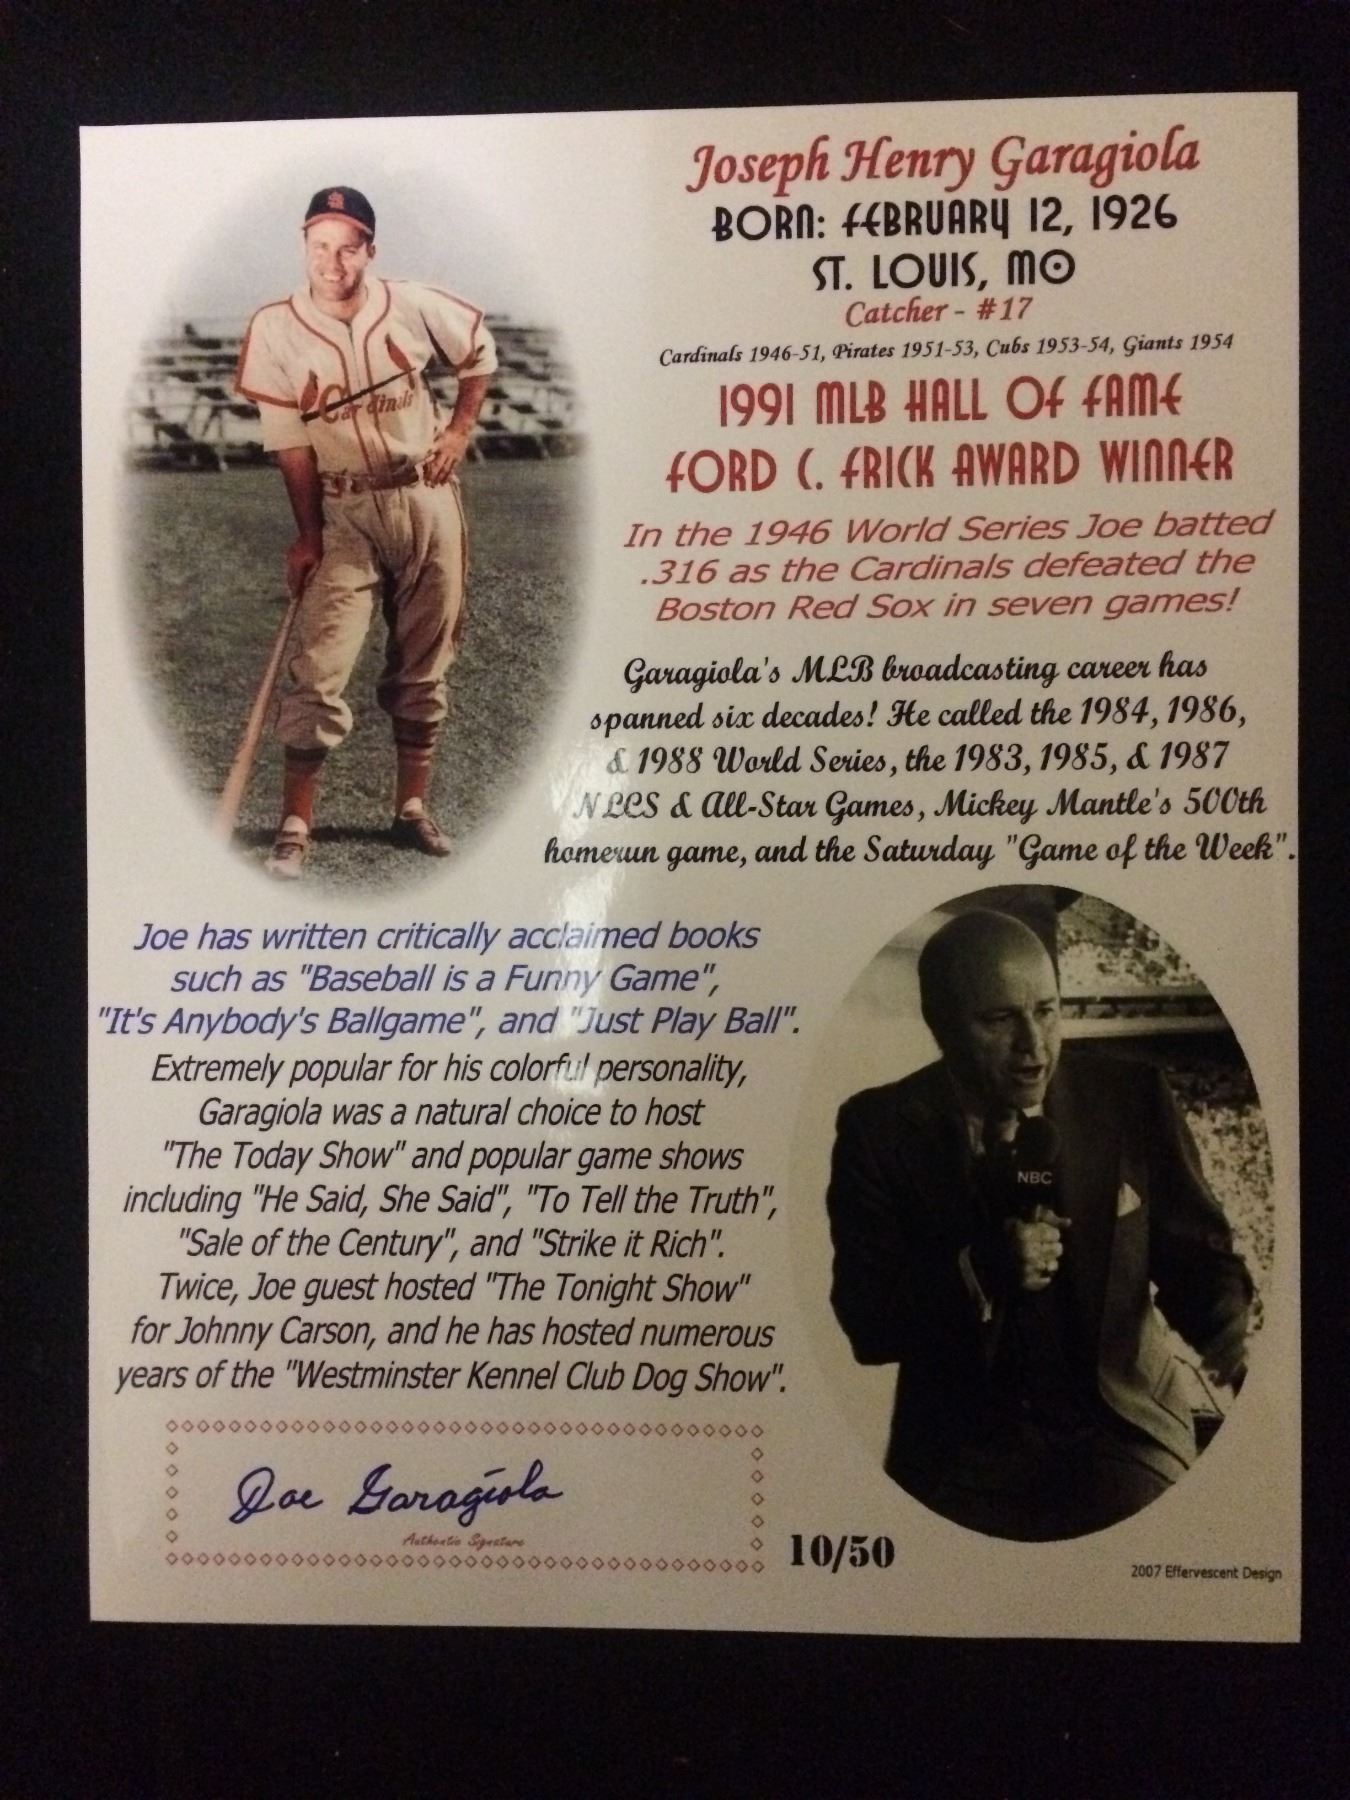 Joseph Henry Garagiola
BORN: FEBRUARY 12, 1926
ST. LOUIS, MO
Catcher - #17
Cardinals 1946-51, Pirates 1951-53, Cubs 1953-54, Giants 1954
1991 MLB HALL OF FAME
FORD C. FRICK AWARD WINNER
In the 1946 World Series Joe batted
.316 as the Cardinals defeated the
Boston Red Sox in seven games!
Garagiola's MLB broadcasting career has
spanned six decades! He called the 1984, 1986,
& 1988 World Series, the 1983, 1985, & 1987
NLCS & All-Star Games, Mickey Mantle's 500th
homerun game, and the Saturday "Game of the Week".
Cardinals
Joe has written critically acclaimed books
such as "Baseball is a Funny Game",
"It's Anybody's Ballgame", and "Just Play Ball".
Extremely popular for his colorful personality,
Garagiola was a natural choice to host
"The Today Show" and popular game shows
including "He Said, She Said", "To Tell the Truth",
"Sale of the Century", and "Strike it Rich".
Twice, Joe guest hosted "The Tonight Show"
for Johnny Carson, and he has hosted numerous
years of the "Westminster Kennel Club Dog Show".
NBC
Joe Garagiola
Authentic Signature
10/50
2007 Effervescent Design